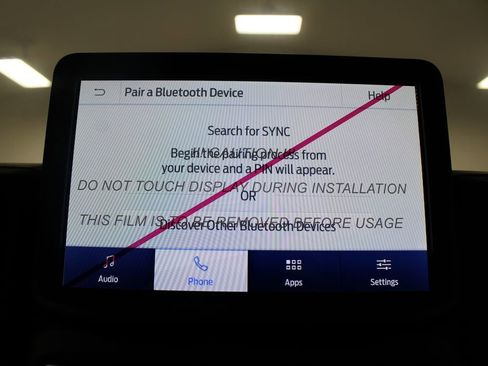 Pair a Bluetooth Device
Help
Search for SYNC
!!!CAUTION!!!
Begin the pairing process from
your device and a PIN will appear.
DO NOT TOUCH DISPLAY DURING INSTALLATION
OR
THIS FILM IS TO BE REMOVED BEFORE USAGE
Discover Other Bluetooth Devices
Audio
Phone
Apps
Settings